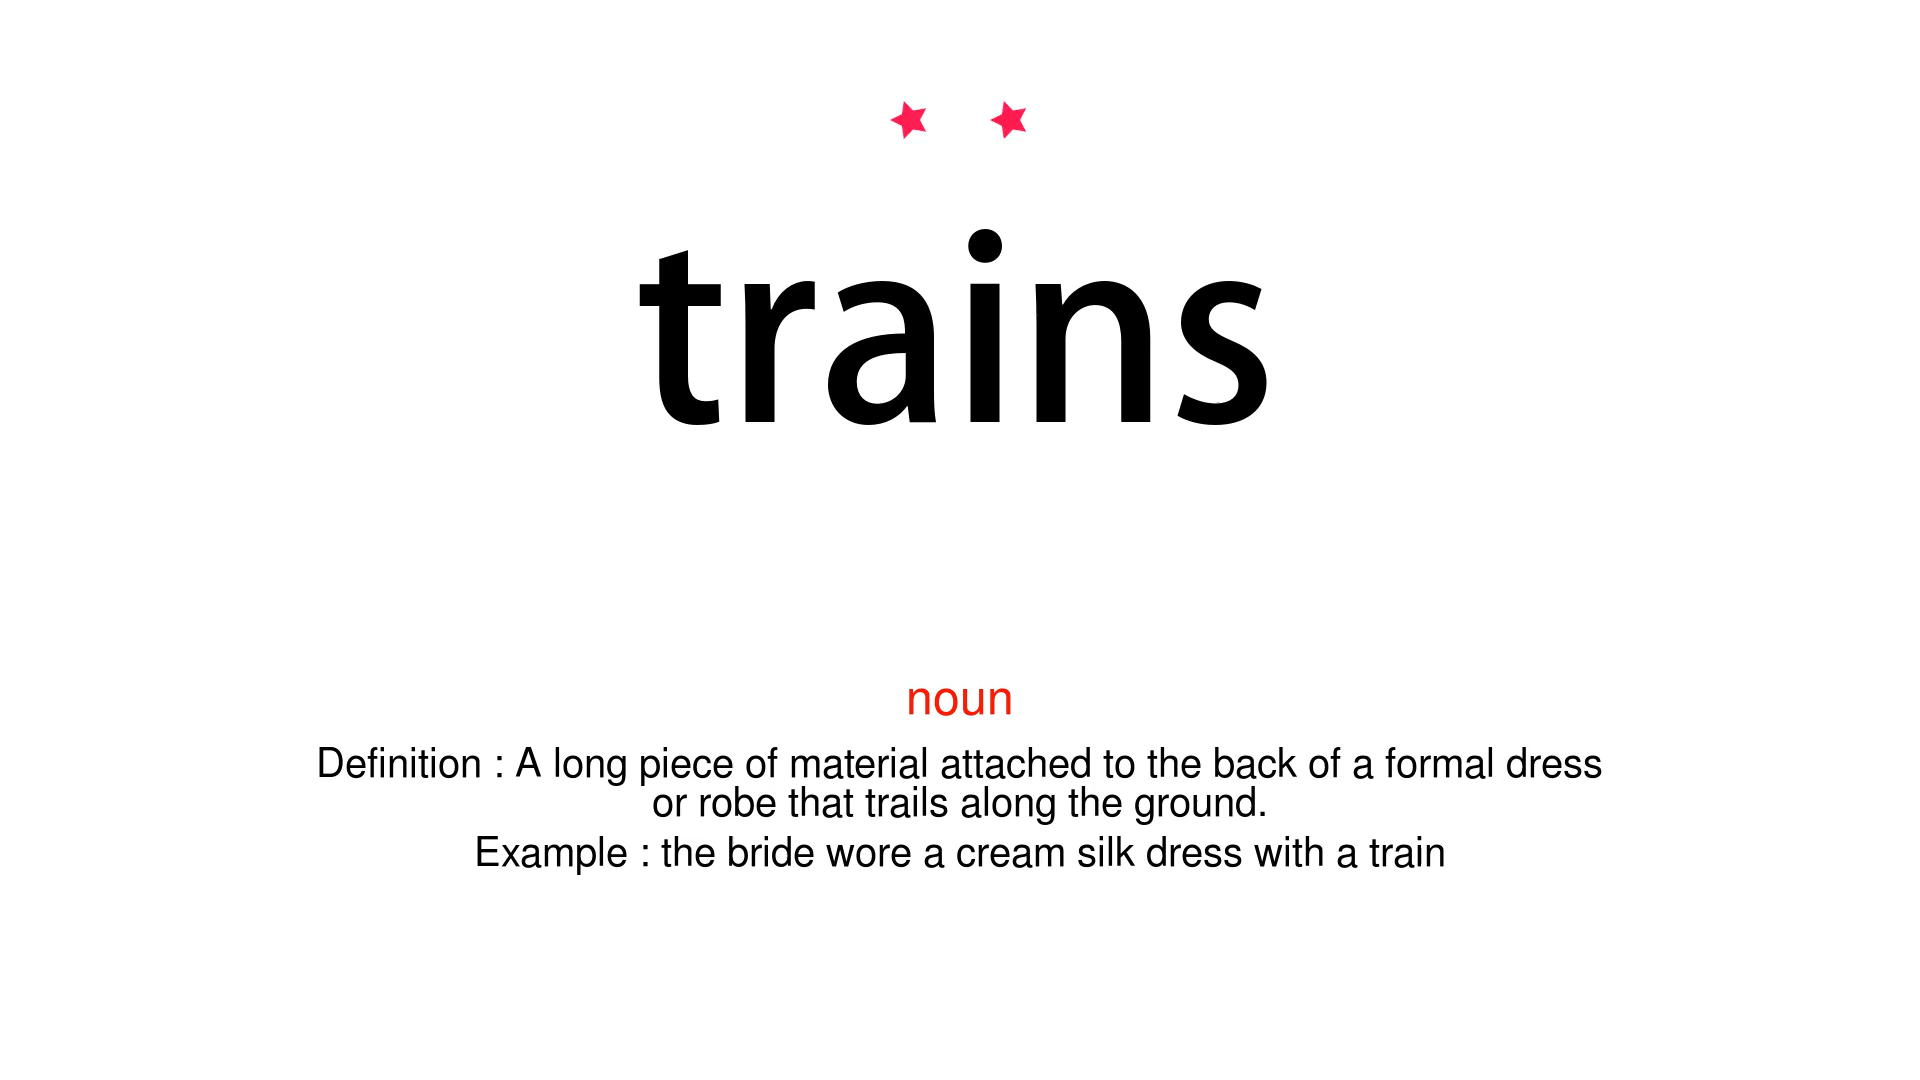 trains
noun
Definition : A long piece of material attached to the back of a formal dress
or robe that trails along the ground.
Example : the bride wore a cream silk dress with a train